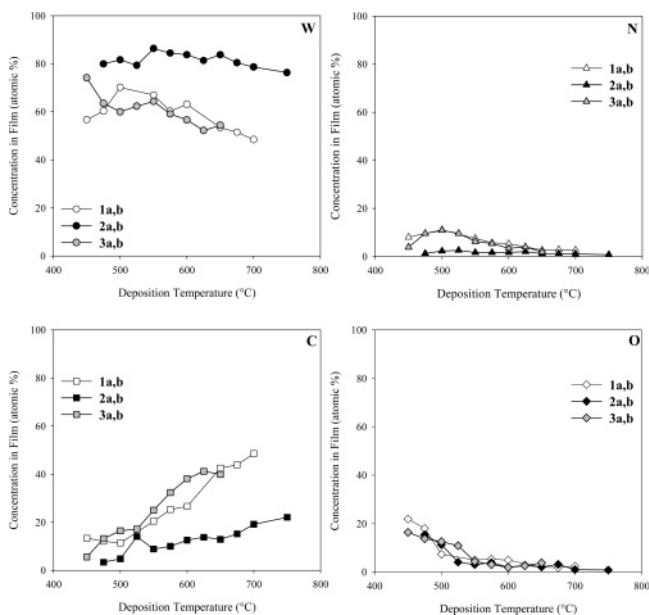 W
100
80
60
40
20
0
Concentration in Film (atomic %)
1a,b
2a,b
3a,b
400 500 600 700 800
Deposition Temperature (°C)
N
100
80
60
40
20
0
Concentration in Film (atomic %)
1a,b
2a,b
3a,b
400 500 600 700 800
Deposition Temperature (°C)
C
100
80
60
40
20
0
Concentration in Film (atomic %)
1a,b
2a,b
3a,b
400 500 600 700 800
Deposition Temperature (°C)
O
100
80
60
40
20
0
Concentration in Film (atomic %)
1a,b
2a,b
3a,b
400 500 600 700 800
Deposition Temperature (°C)